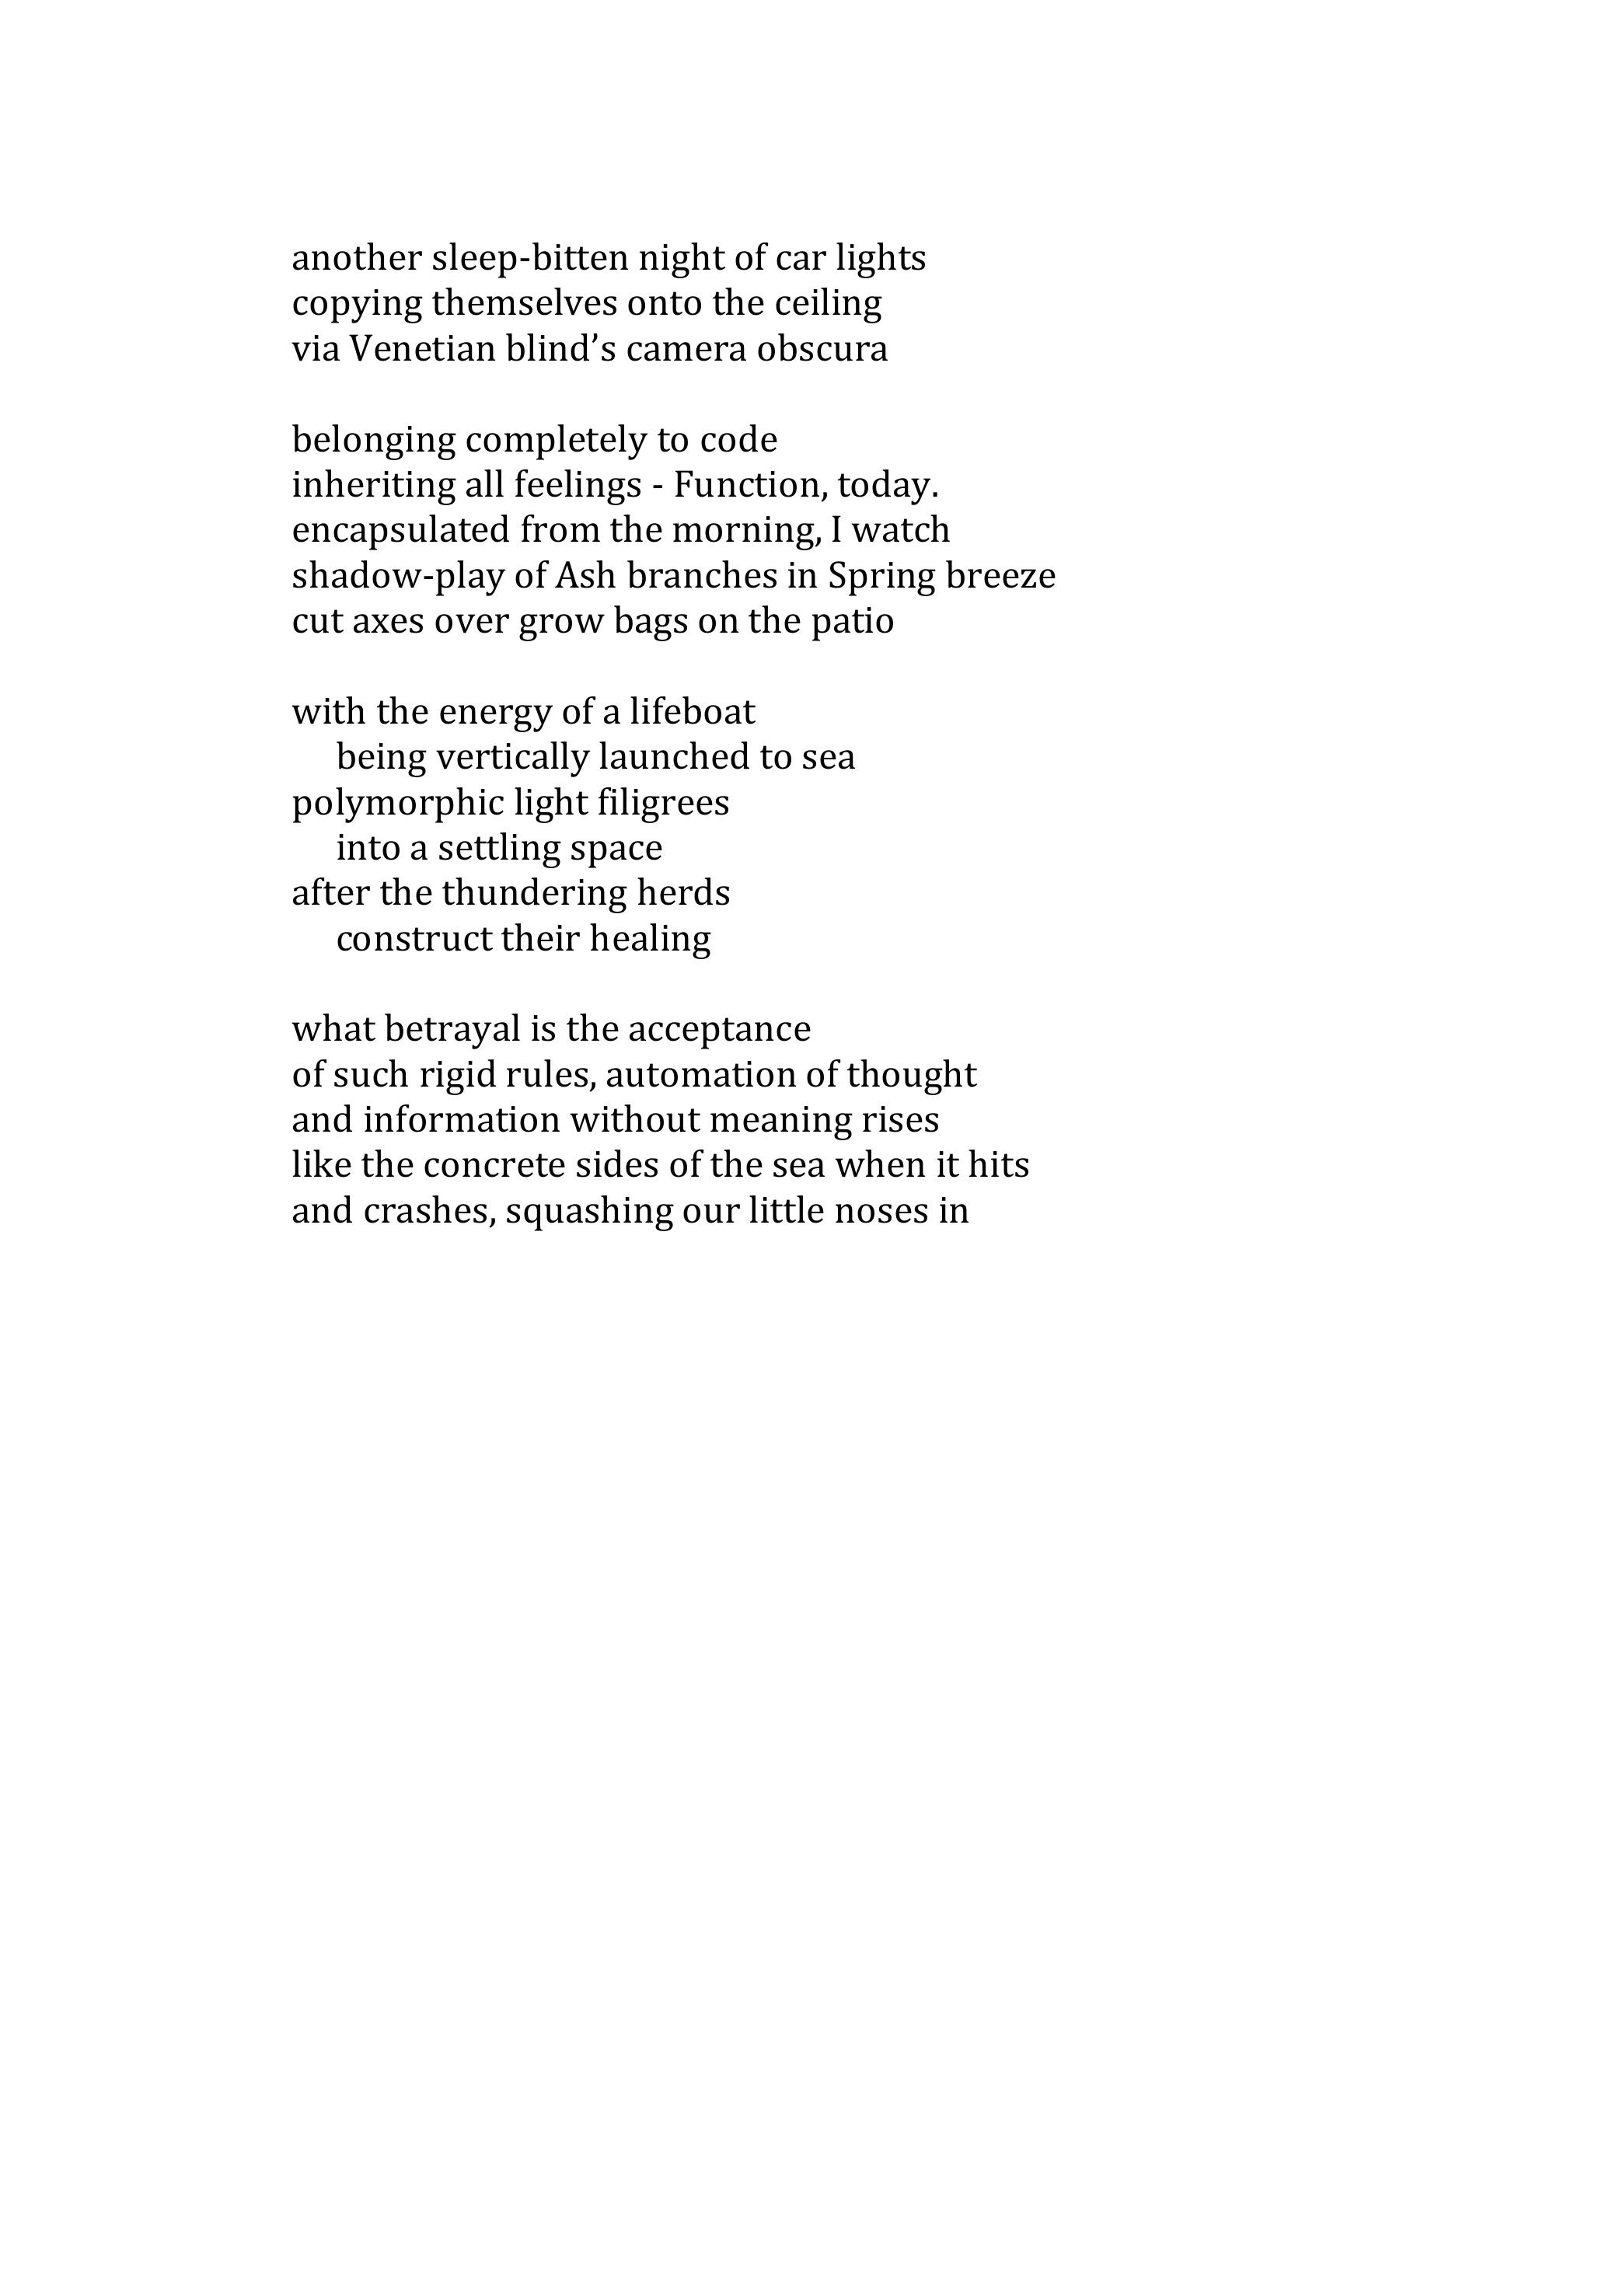 another sleep-bitten night of car lights
copying themselves onto the ceiling
via Venetian blind’s camera obscura

belonging completely to code
inheriting all feelings - Function, today.
encapsulated from the morning, I watch
shadow-play of Ash branches in Spring breeze
cut axes over grow bags on the patio

with the energy of a lifeboat
being vertically launched to sea
polymorphic light filigrees
into a settling space
after the thundering herds
construct their healing

what betrayal is the acceptance
of such rigid rules, automation of thought
and information without meaning rises
like the concrete sides of the sea when it hits
and crashes, squashing our little noses in